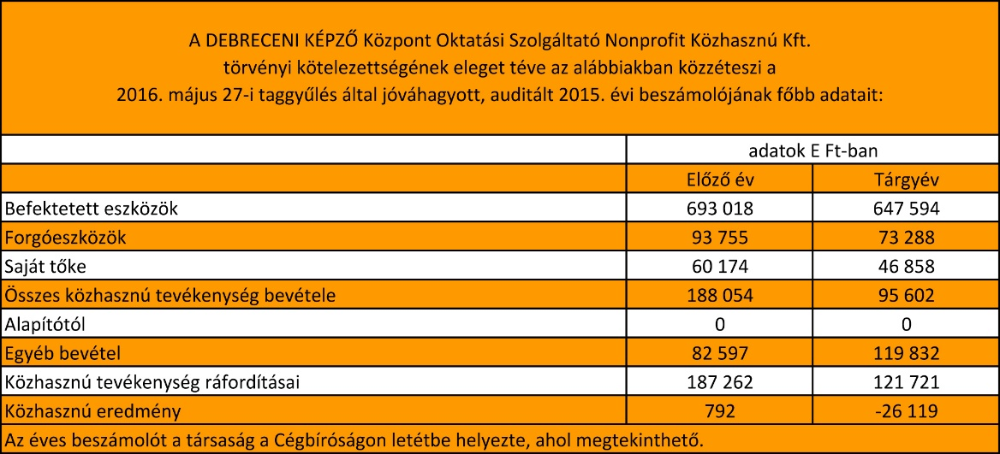 A DEBRECENI KÉPZŐ Központ Oktatási Szolgáltató Nonprofit Közhasznú Kft.
törvényi kötelezettségének eleget téve az alábbiakban közzéteszi a
2016. május 27-i taggyűlés által jóváhagyott, auditált 2015. évi beszámolójának főbb adatait:
adatok E Ft-ban
Előző év Tárgyév
Befektetett eszközök 693 018 647 594
Forgóeszközök 93 755 73 288
Saját tőke 60 174 46 858
Összes közhasznú tevékenység bevétele 188 054 95 602
Alapítótól 0 0
Egyéb bevétel 82 597 119 832
Közhasznú tevékenység ráfordításai 187 262 121 721
Közhasznú eredmény 792 -26 119
Az éves beszámolót a társaság a Cégbíróságon letétbe helyezte, ahol megtekinthető.